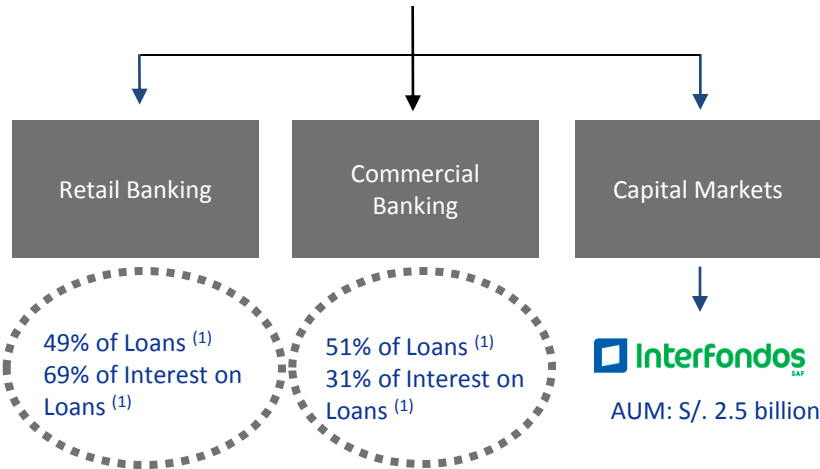 Retail Banking
Commercial
Banking
Capital Markets
49% of Loans (1)
69% of Interest on
Loans (1)
51% of Loans (1)
31% of Interest on
Loans (1)
Interfondos
SAF
AUM: S/. 2.5 billion